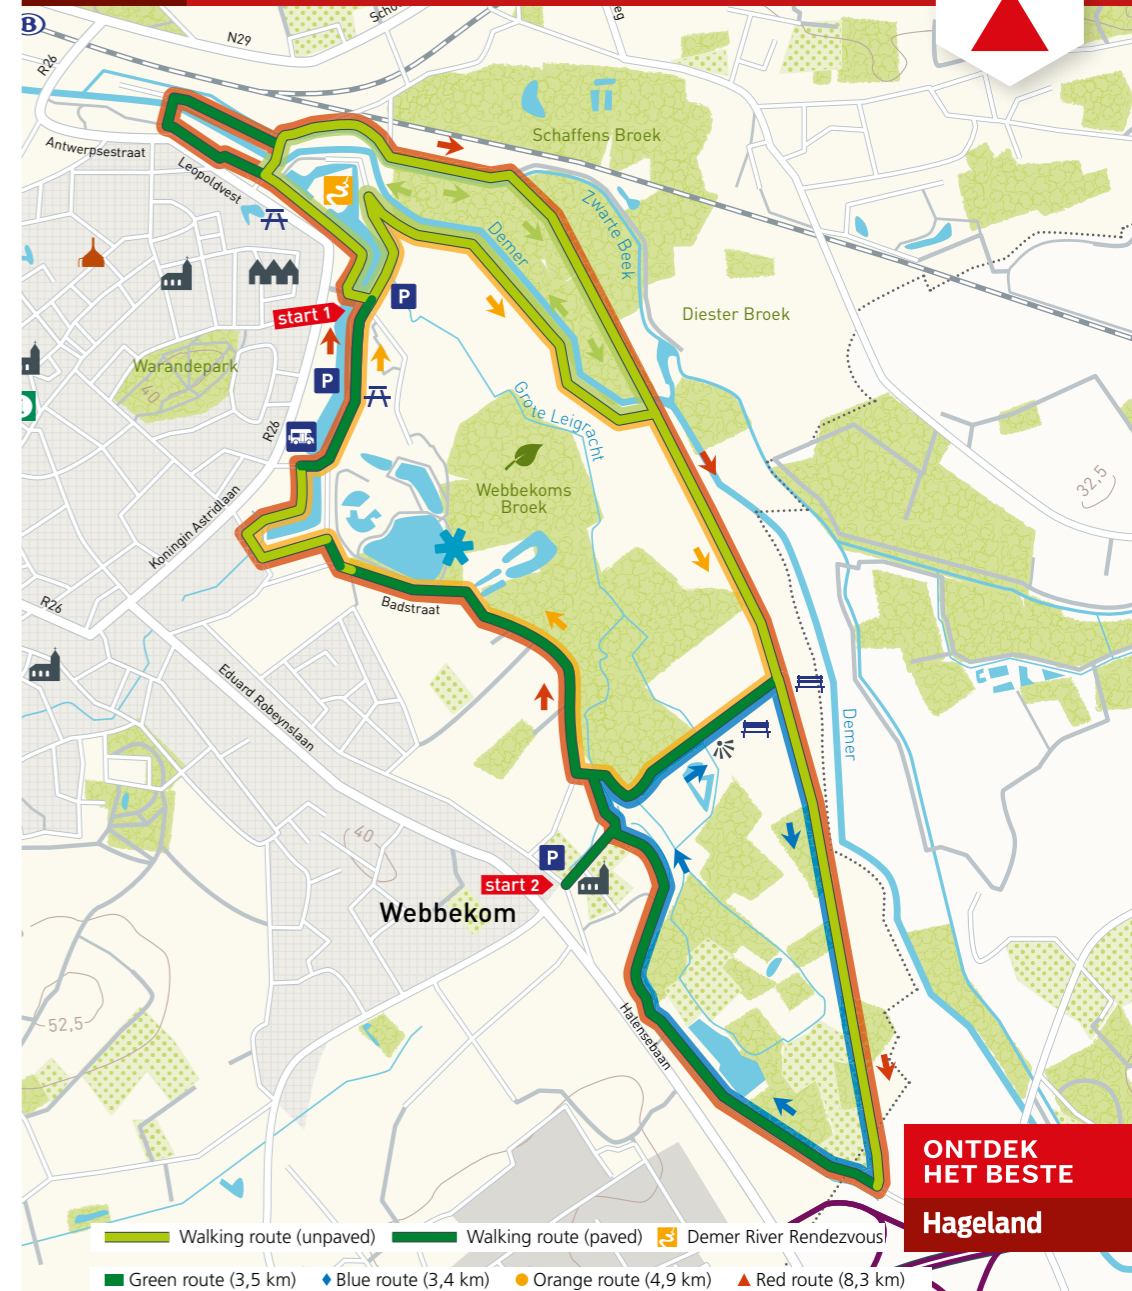 B
N29
R26
Antwerpsestraat
Leopoldvest
Schaffens Broek
Zwarte Beek
Demer
Diester Broek
P
start 1
Warandepark
40
P
R26
Grote Leigracht
Webbekoms
Broek
32,5
Koningin Astridlaan
Badstraat
R26
Eduard Robeynslaan
Demer
40
P
start 2
Webbekom
Halensebaan
52,5
ONTDEK
HET BESTE
Hageland
Walking route (unpaved) Walking route (paved) Demer River Rendezvous
Green route (3,5 km) Blue route (3,4 km) Orange route (4,9 km) Red route (8,3 km)